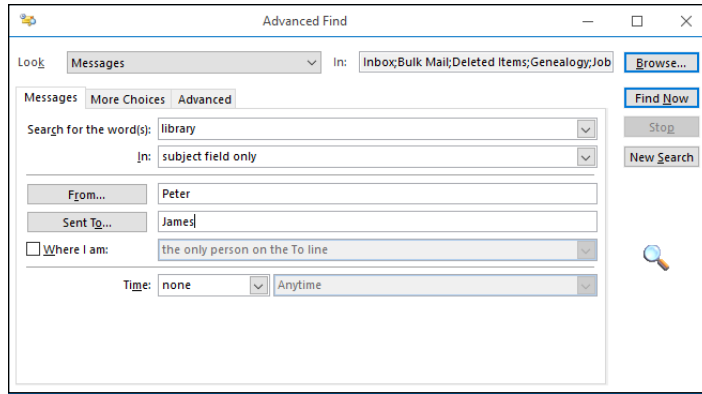 Advanced Find
Look Messages In: Inbox;Bulk Mail;Deleted Items;Genealogy;Job Browse...
Messages More Choices Advanced Find Now
Search for the word(s): library Stop
In: subject field only New Search
From... Peter
Sent To... James
Where I am: the only person on the To line
Time: none Anytime